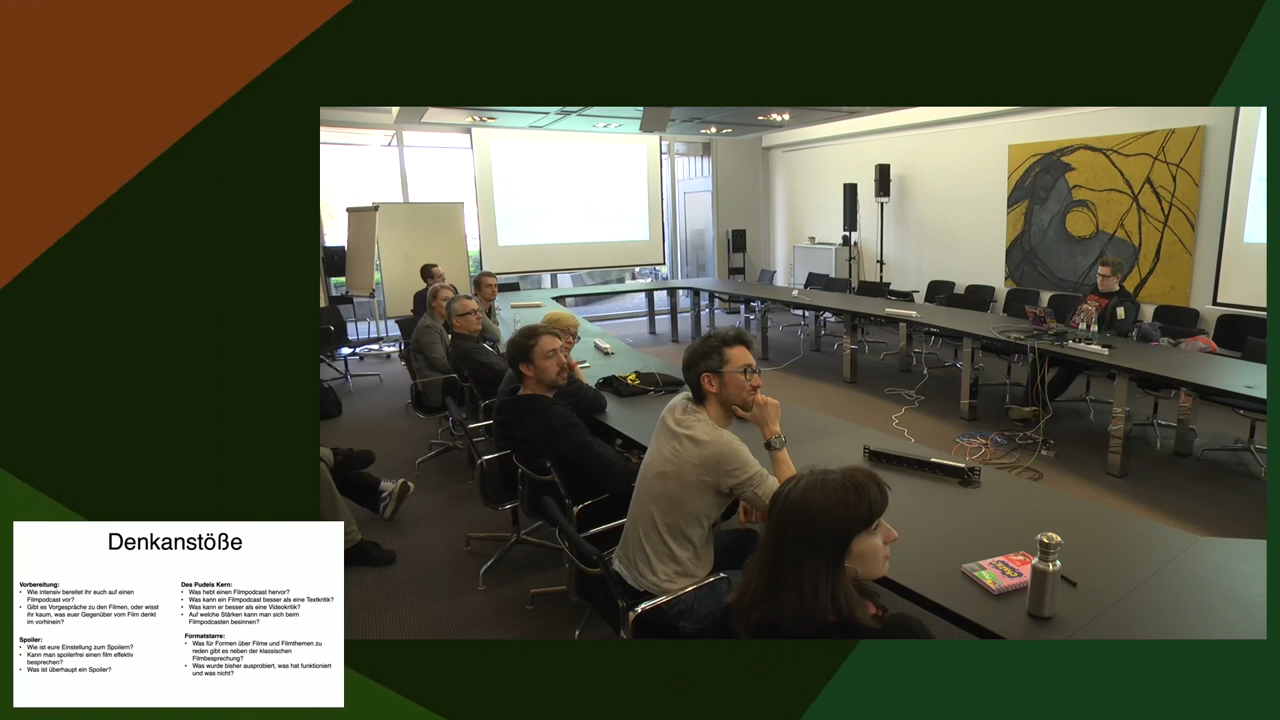 Denkanstöße
Vorbereitung:
• Wie intensiv bereitet ihr euch auf einen
Filmpodcast vor?
• Gibt es Vorgespräche zu den Filmen, oder wisst
ihr kaum, was euer Gegenüber vom Film denkt
im vorhinein?
Spoiler:
• Wie ist eure Einstellung zum Spoilern?
• Kann man spoilerfrei einen film effektiv
besprechen?
• Was ist überhaupt ein Spoiler?
Des Pudels Kern:
• Was hebt einen Filmpodcast hervor?
• Was kann ein Filmpodcast besser als eine Textkritik?
• Was kann er besser als eine Videokritik?
• Auf welche Stärken kann man sich beim
Filmpodcasten besinnen?
Formatstarre:
• Was für Formen über Filme und Filmthemen zu
reden gibt es neben der klassischen
Filmbesprechung?
• Was wurde bisher ausprobiert, was hat funktioniert
und was nicht?